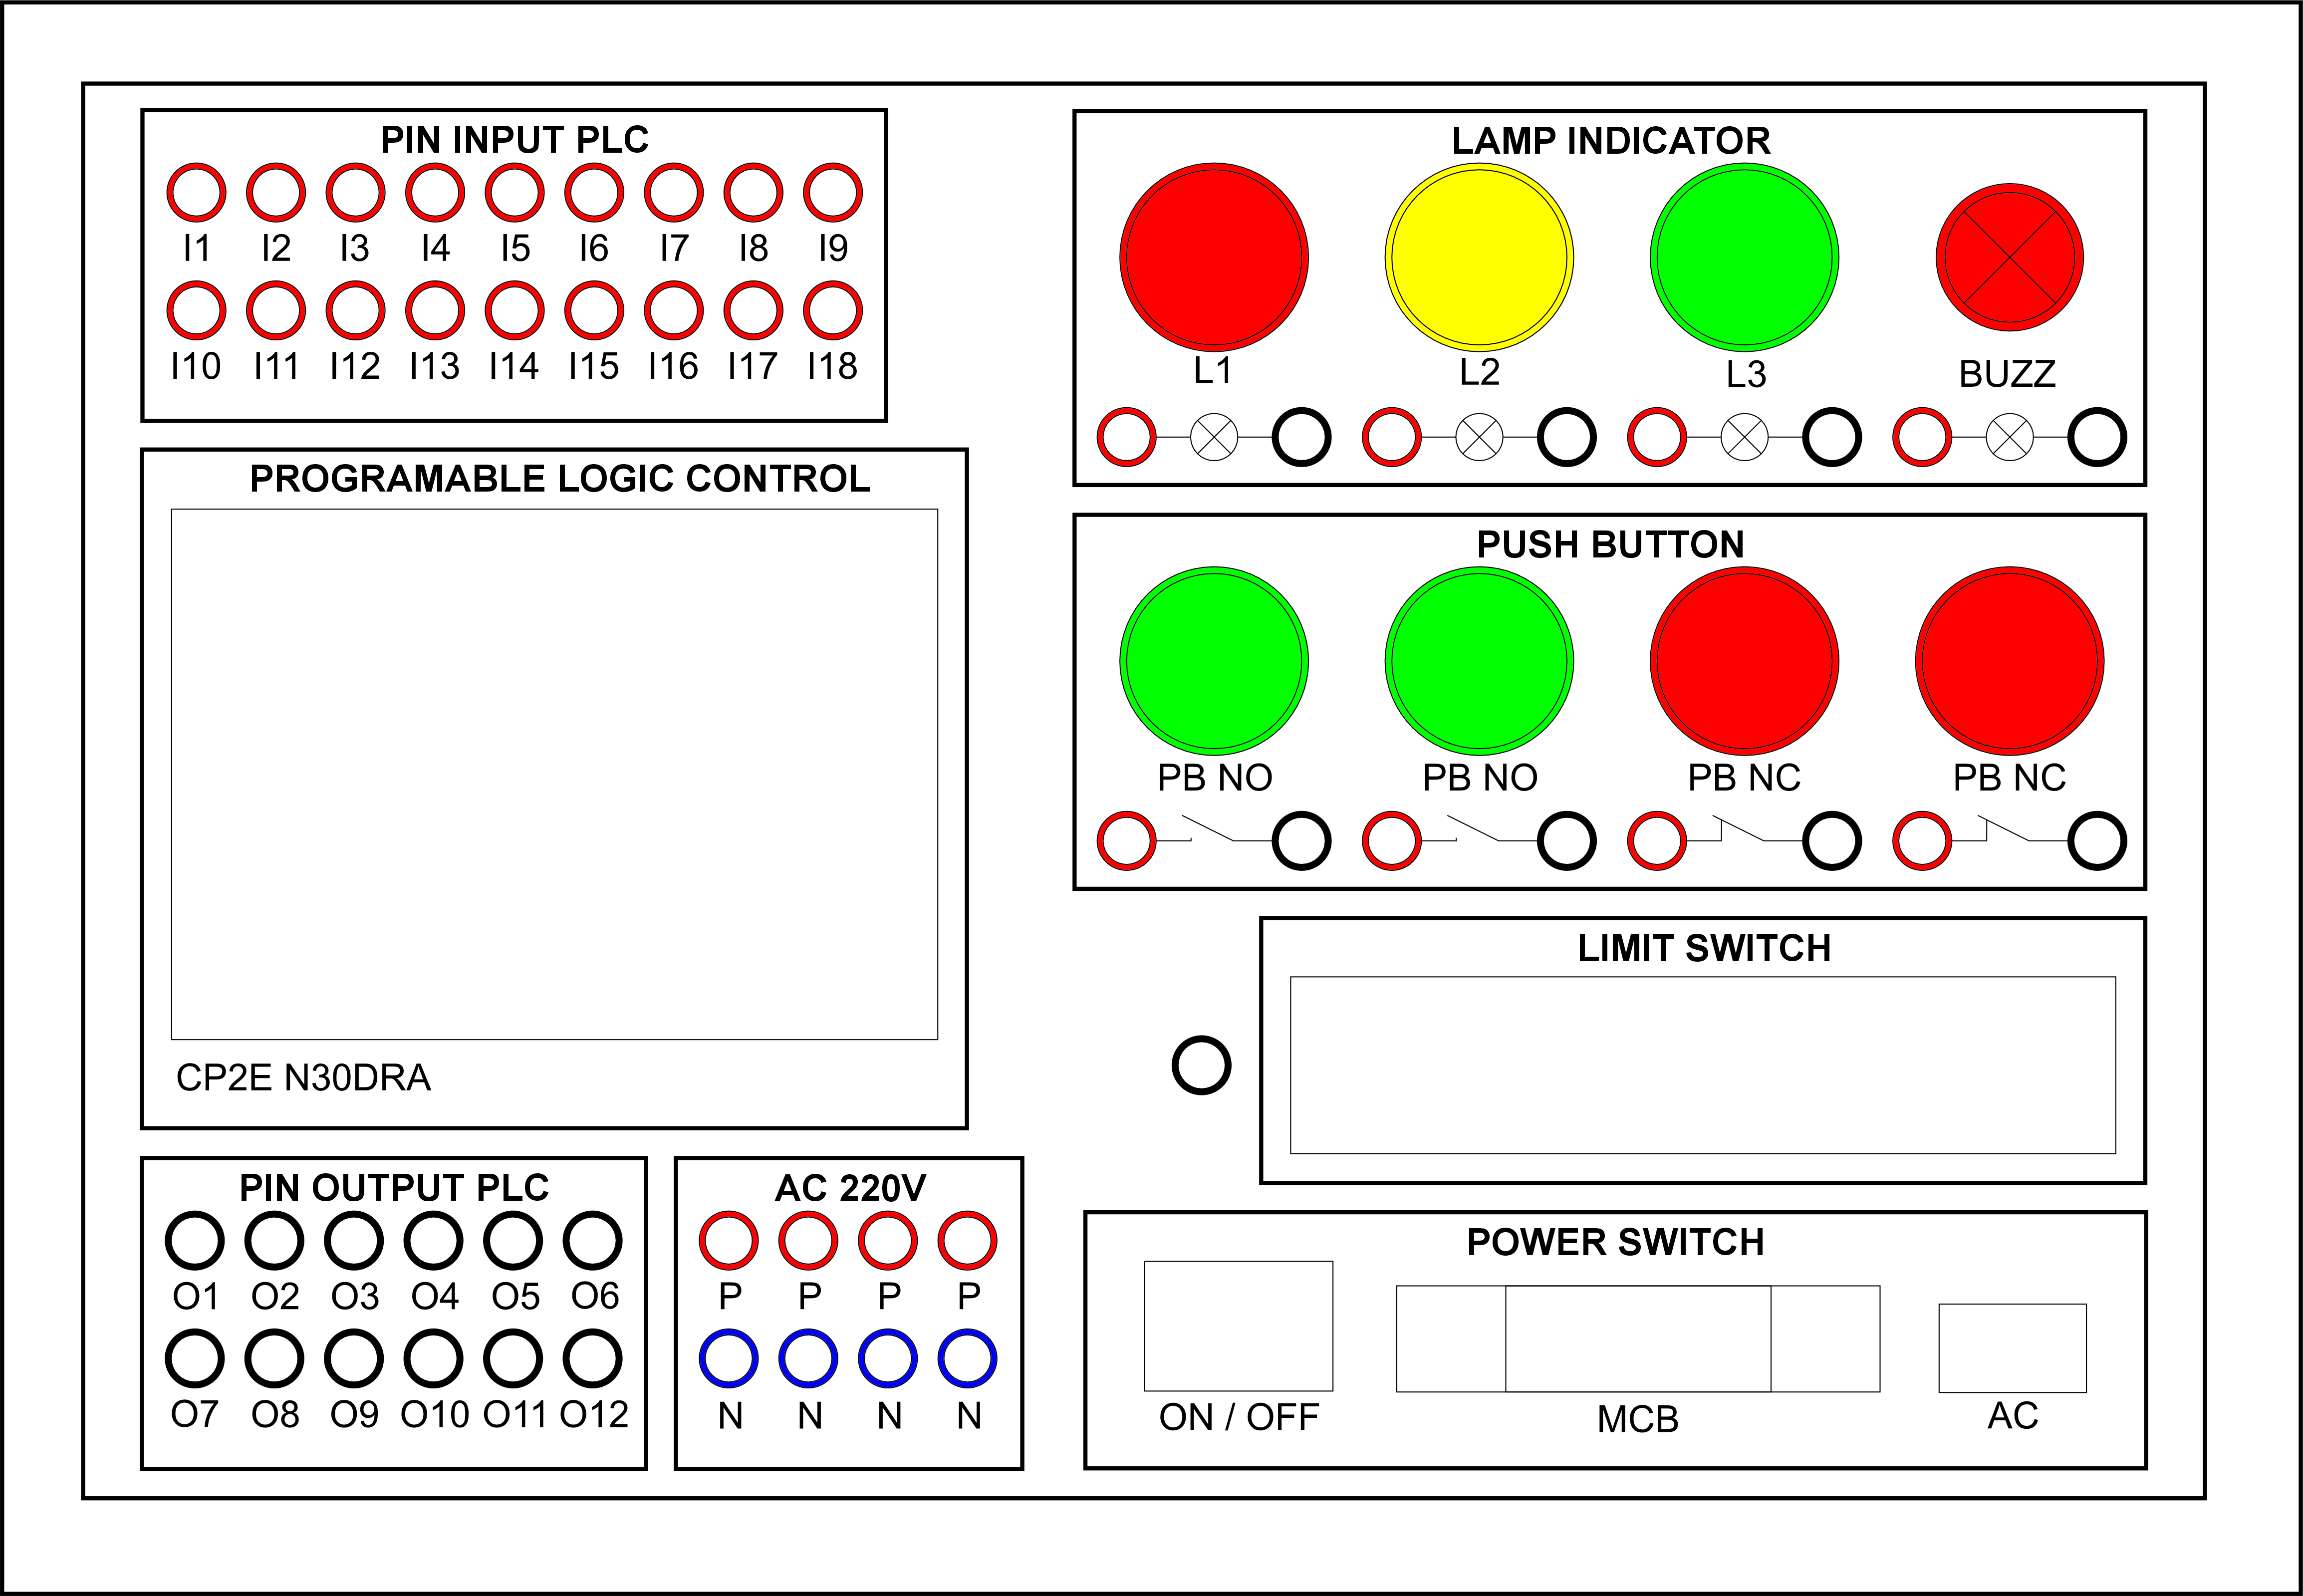 PIN INPUT PLC
I1 I2 I3 I4 I5 I6 I7 I8 I9
I10 I11 I12 I13 I14 I15 I16 I17 I18
PROGRAMABLE LOGIC CONTROL
CP2E N30DRA
PIN OUTPUT PLC
O1 O2 O3 O4 O5 O6
O7 O8 O9 O10 O11 O12
AC 220V
P P P P
N N N N
LAMP INDICATOR
L1 L2 L3 BUZZ
PUSH BUTTON
PB NO PB NO PB NC PB NC
LIMIT SWITCH
POWER SWITCH
ON / OFF MCB AC